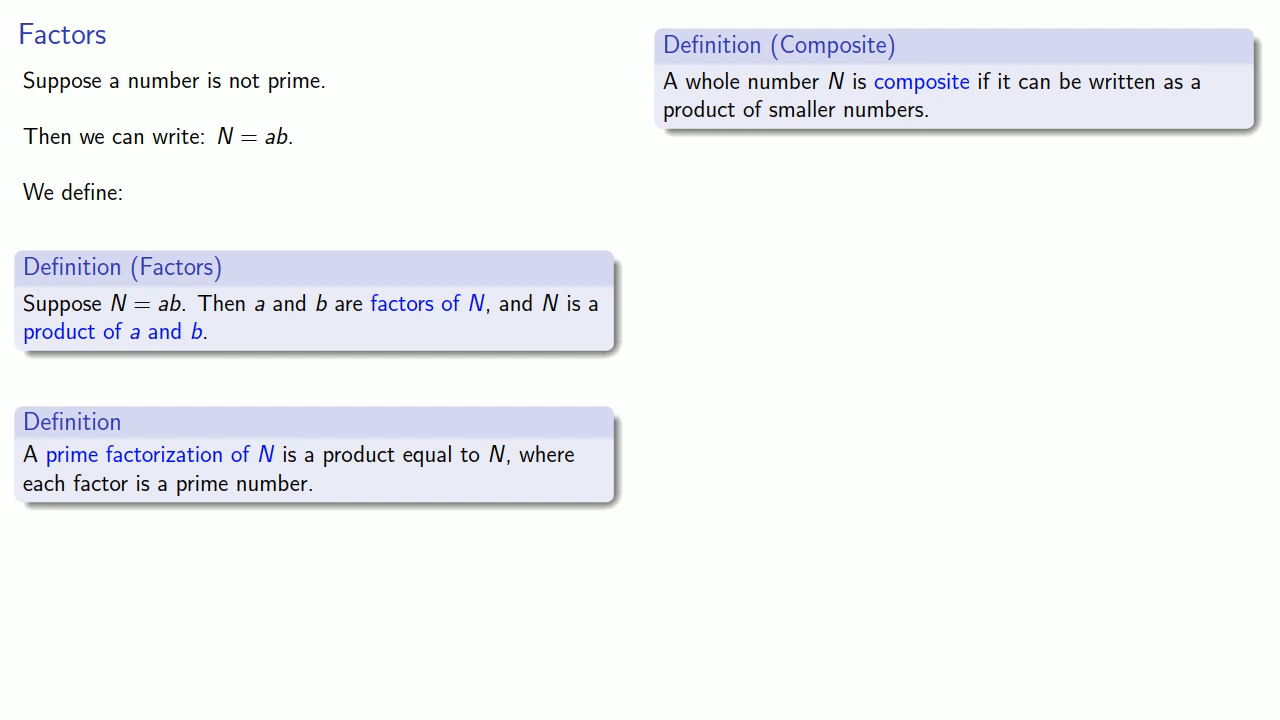 Factors
Suppose a number is not prime.
Then we can write: N = ab.
We define:
Definition (Factors)
Suppose N = ab. Then a and b are factors of N, and N is a
product of a and b.
Definition
A prime factorization of N is a product equal to N, where
each factor is a prime number.
Definition (Composite)
A whole number N is composite if it can be written as a
product of smaller numbers.